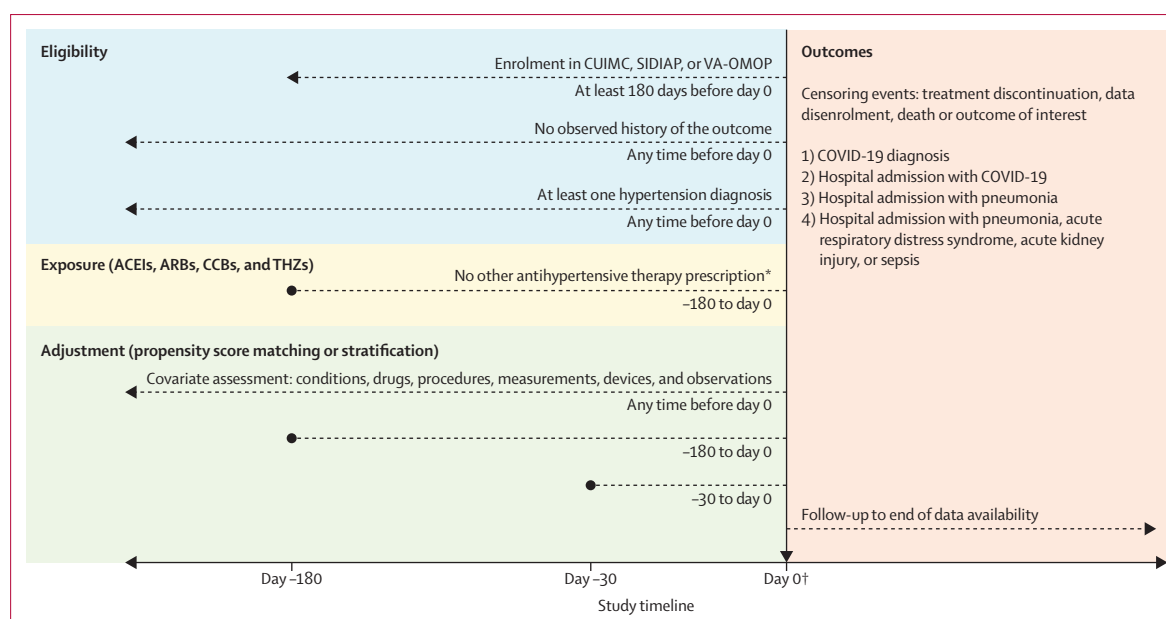 Eligibility
Enrolment in CUIMC, SIDIAP, or VA-OMOP
At least 180 days before day 0
No observed history of the outcome
Any time before day 0
At least one hypertension diagnosis
Any time before day 0
Exposure (ACEIs, ARBs, CCBs, and THZs)
No other antihypertensive therapy prescription*
–180 to day 0
Adjustment (propensity score matching or stratification)
Covariate assessment: conditions, drugs, procedures, measurements, devices, and observations
Any time before day 0
–180 to day 0
–30 to day 0
Outcomes
Censoring events: treatment discontinuation, data
disenrolment, death or outcome of interest
1) COVID-19 diagnosis
2) Hospital admission with COVID-19
3) Hospital admission with pneumonia
4) Hospital admission with pneumonia, acute
respiratory distress syndrome, acute kidney
injury, or sepsis
Follow-up to end of data availability
Day –180
Day –30
Day 0†
Study timeline